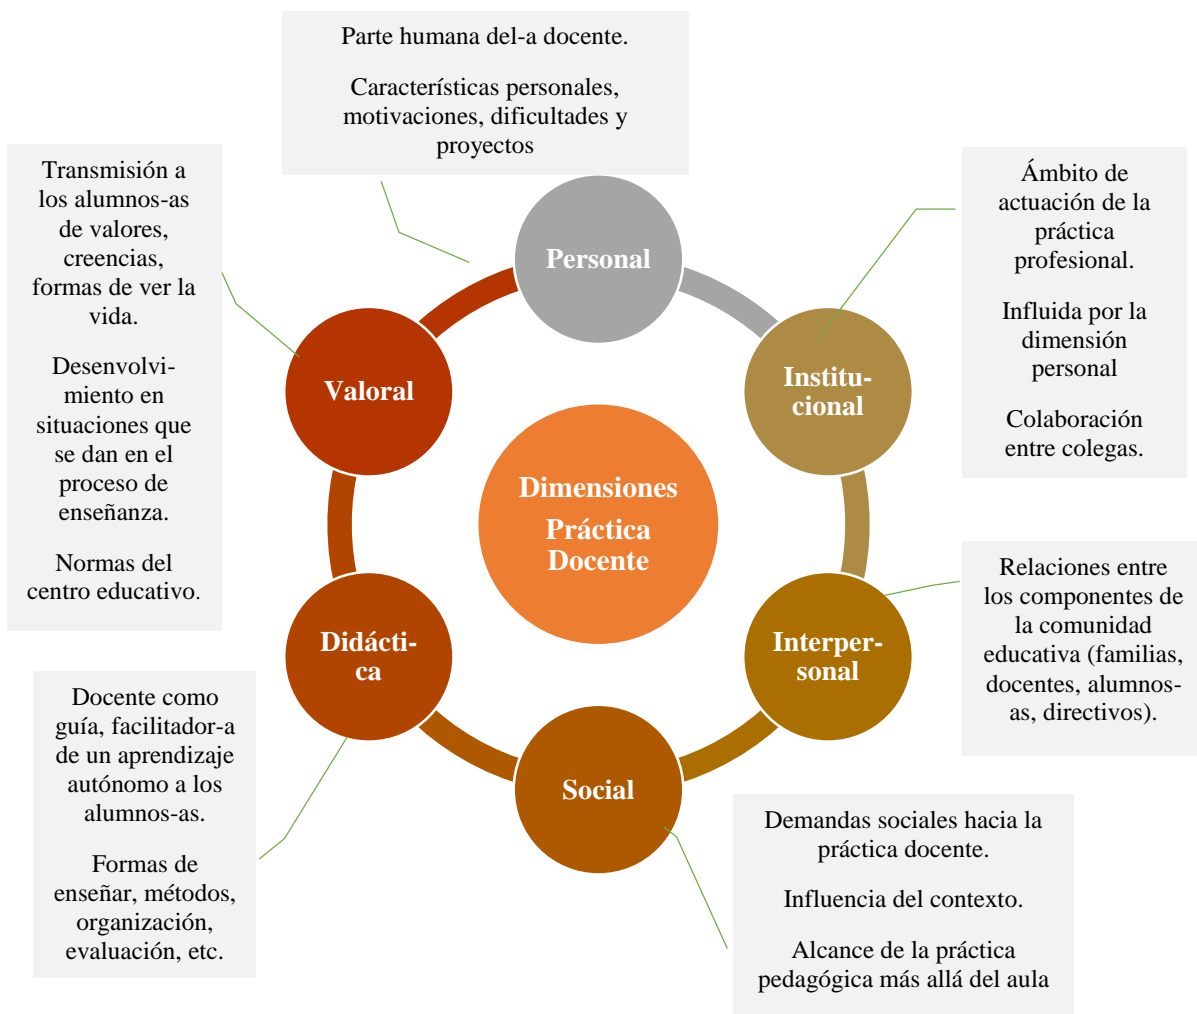 Parte humana del-a docente.
Características personales,
motivaciones, dificultades y
proyectos
Transmisión a
los alumnos-as
de valores,
creencias,
formas de ver la
vida.
Desenvolvi-
miento en
situaciones que
se dan en el
proceso de
enseñanza.
Normas del
centro educativo.
Ámbito de
actuación de la
práctica
profesional.
Influida por la
dimensión
personal
Colaboración
entre colegas.
Personal
Valoral
Institu-
cional
Dimensiones
Práctica
Docente
Didácti-
ca
Interper-
sonal
Social
Relaciones entre
los componentes de
la comunidad
educativa (familias,
docentes, alumnos-
as, directivos).
Docente como
guía, facilitador-a
de un aprendizaje
autónomo a los
alumnos-as.
Formas de
enseñar, métodos,
organización,
evaluación, etc.
Demandas sociales hacia la
práctica docente.
Influencia del contexto.
Alcance de la práctica
pedagógica más allá del aula